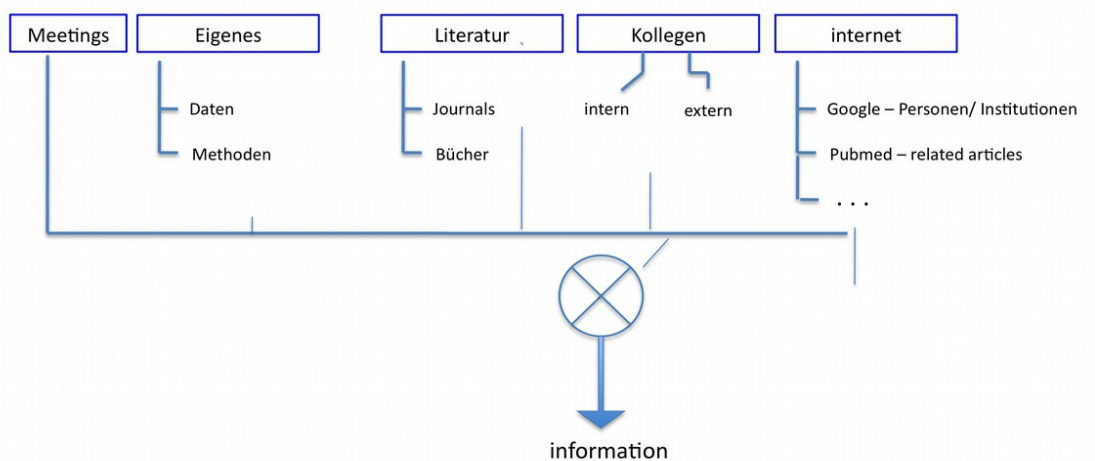 Meetings
Eigenes
Literatur
Kollegen
internet
Daten
Journals
intern
extern
Google – Personen/ Institutionen
Methoden
Bücher
Pubmed – related articles
. . .
information